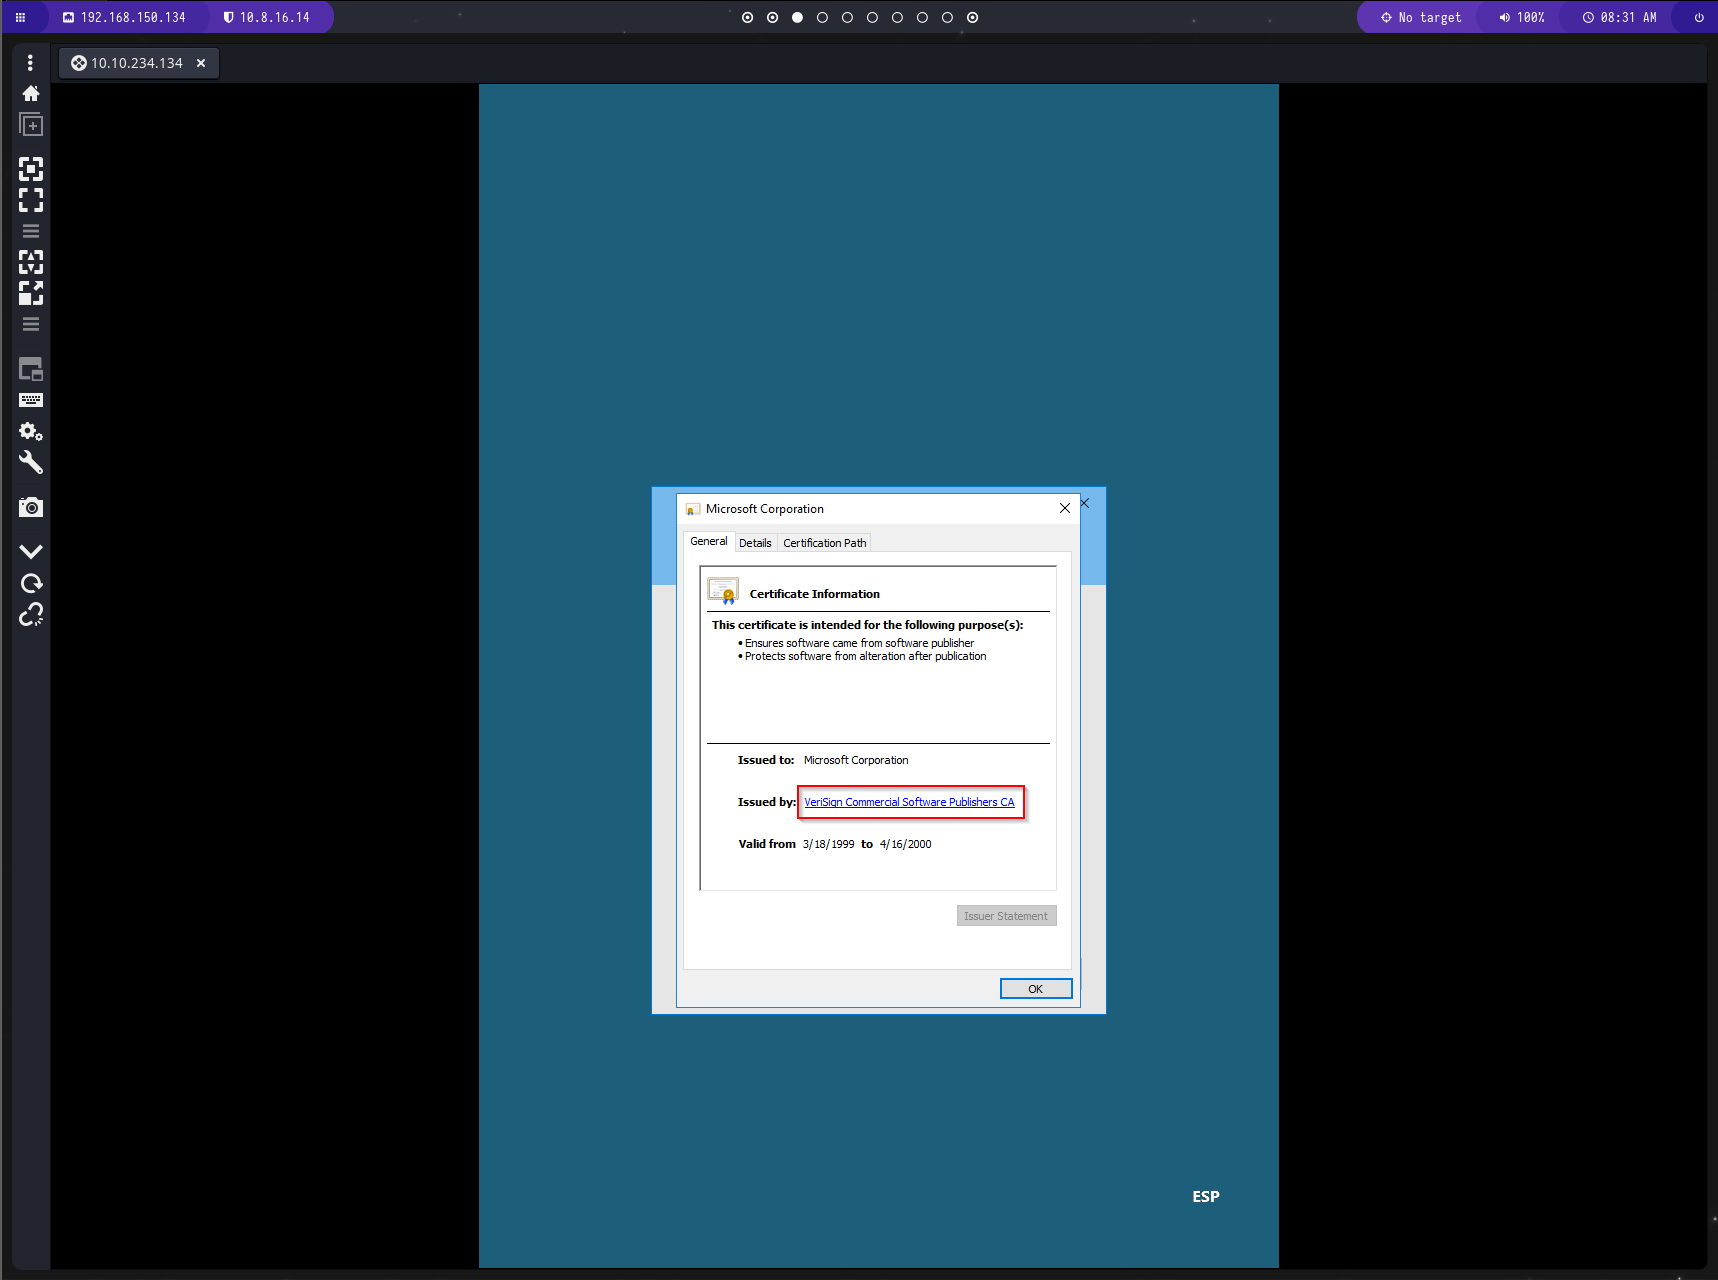 192.168.150.134
10.8.16.14
No target
100%
08:31 AM
10.10.234.134
Microsoft Corporation
General
Details
Certification Path
Certificate Information
This certificate is intended for the following purpose(s):
• Ensures software came from software publisher
• Protects software from alteration after publication
Issued to: Microsoft Corporation
Issued by: VeriSign Commercial Software Publishers CA
Valid from 3/18/1999 to 4/16/2000
Issuer Statement
OK
ESP